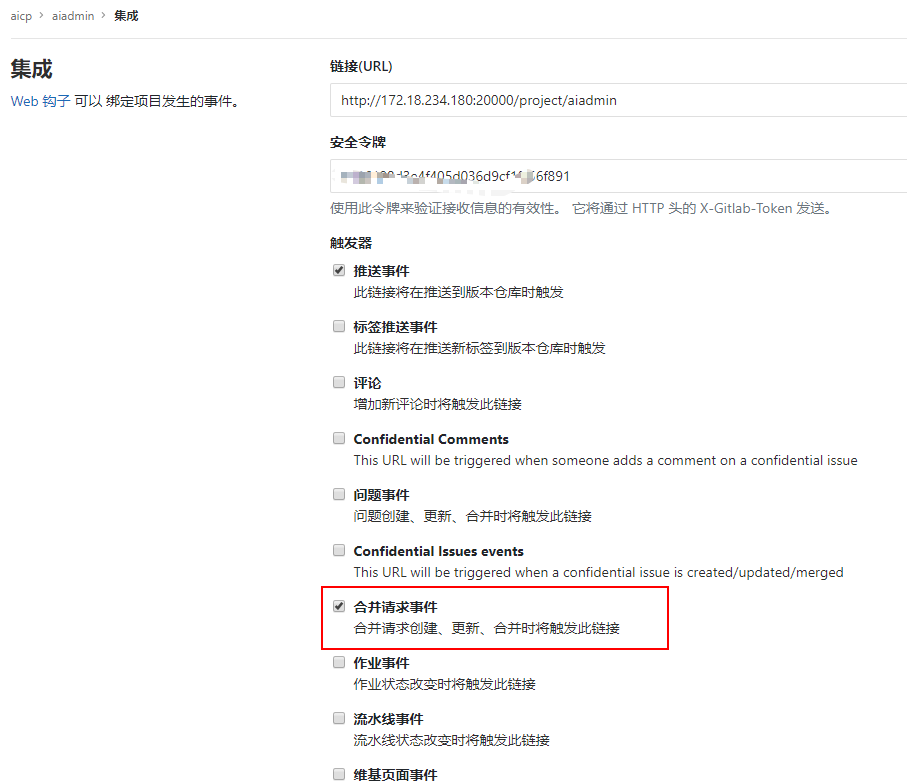 aicp › aiadmin › 集成
集成
Web 钩子 可以 绑定项目发生的事件。
链接(URL)
http://172.18.234.180:20000/project/aiadmin
安全令牌
使用此令牌来验证接收信息的有效性。 它将通过 HTTP 头的 X-Gitlab-Token 发送。
触发器
推送事件
此链接将在推送到版本仓库时触发
标签推送事件
此链接将在推送新标签到版本仓库时触发
评论
增加新评论时将触发此链接
Confidential Comments
This URL will be triggered when someone adds a comment on a confidential issue
问题事件
问题创建、更新、合并时将触发此链接
Confidential Issues events
This URL will be triggered when a confidential issue is created/updated/merged
合并请求事件
合并请求创建、更新、合并时将触发此链接
作业事件
作业状态改变时将触发此链接
流水线事件
流水线状态改变时将触发此链接
维基页面事件